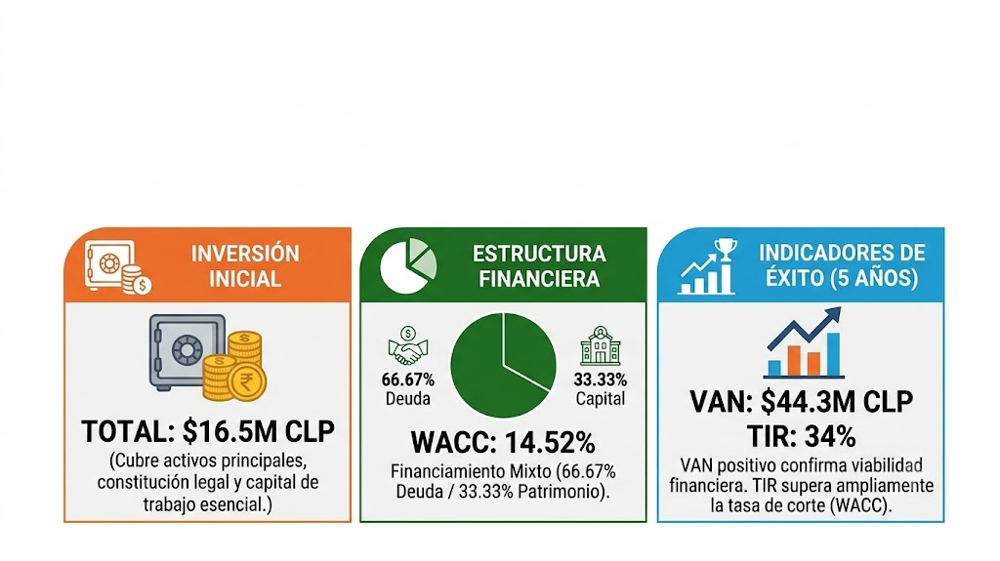 INVERSIÓN
INICIAL
$
₹
TOTAL: $16.5M CLP
(Cubre activos principales,
constitución legal y capital de
trabajo esencial.)
ESTRUCTURA
FINANCIERA
$
66.67%
Deuda
33.33%
Capital
WACC: 14.52%
Financiamiento Mixto (66.67%
Deuda / 33.33% Patrimonio).
INDICADORES DE
ÉXITO (5 AÑOS)
VAN: $44.3M CLP
TIR: 34%
VAN positivo confirma viabilidad
financiera. TIR supera ampliamente
la tasa de corte (WACC).